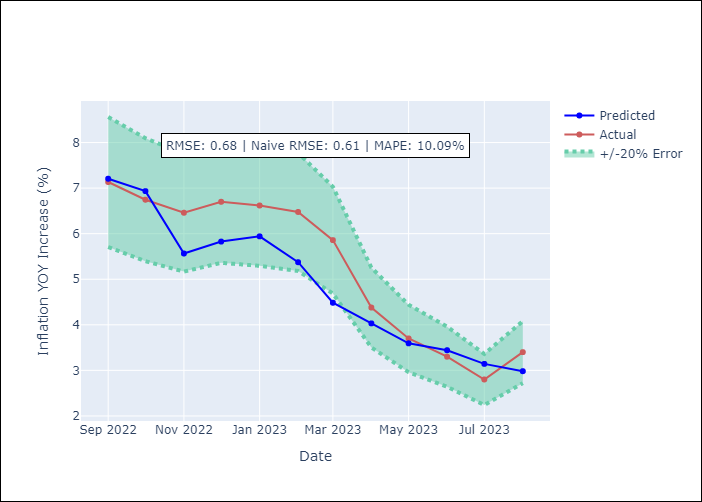 RMSE: 0.68 | Naive RMSE: 0.61 | MAPE: 10.09%
Predicted
Actual
+/-20% Error
Inflation YOY Increase (%)
8
7
6
5
4
3
2
Sep 2022 Nov 2022 Jan 2023 Mar 2023 May 2023 Jul 2023
Date